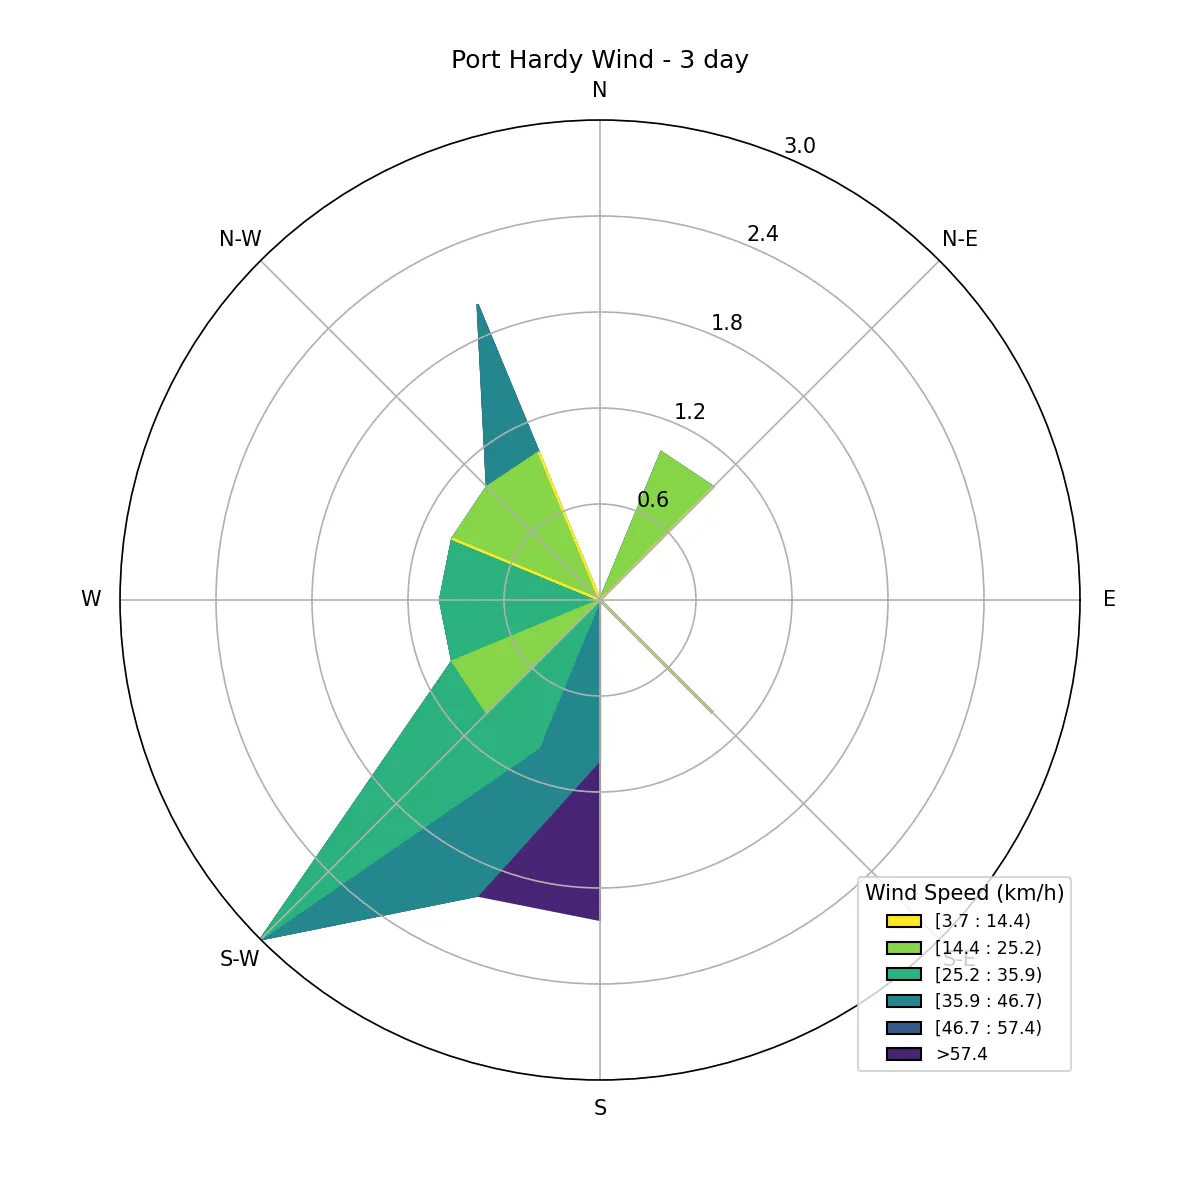 Port Hardy Wind - 3 day
N
3.0
N-W
N-E
2.4
1.8
1.2
0.6
W
E
S-W
S-E
Wind Speed (km/h)
[3.7 : 14.4)
[14.4 : 25.2)
[25.2 : 35.9)
[35.9 : 46.7)
[46.7 : 57.4)
>57.4
S